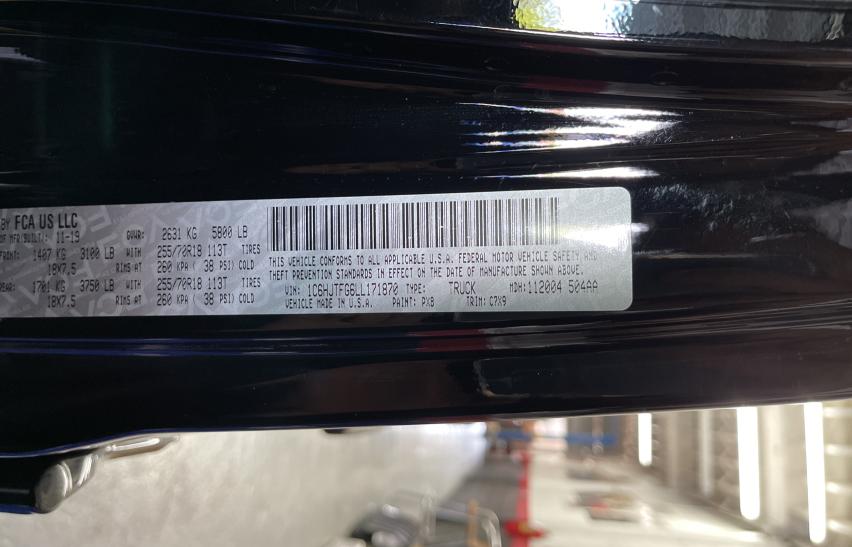 BY FCA US LLC
OF MFR(BUILT): 11-19 GVWR: 2631 KG 5800 LB
FRONT: 1407 KG 3100 LB WITH 255/70R18 113T TIRES
18X7.5 RIMS AT 260 KPA ( 38 PSI) COLD
REAR: 1701 KG 3750 LB WITH 255/70R18 113T TIRES
18X7.5 RIMS AT 260 KPA ( 38 PSI) COLD
THIS VEHICLE CONFORMS TO ALL APPLICABLE U.S.A. FEDERAL MOTOR VEHICLE SAFETY, AND
THEFT PREVENTION STANDARDS IN EFFECT ON THE DATE OF MANUFACTURE SHOWN ABOVE.
VIN: 1C6HJTFG6LL171870 TYPE: TRUCK MDH: 112004 504AA
VEHICLE MADE IN U.S.A. PAINT: PX8 TRIM: C7X9